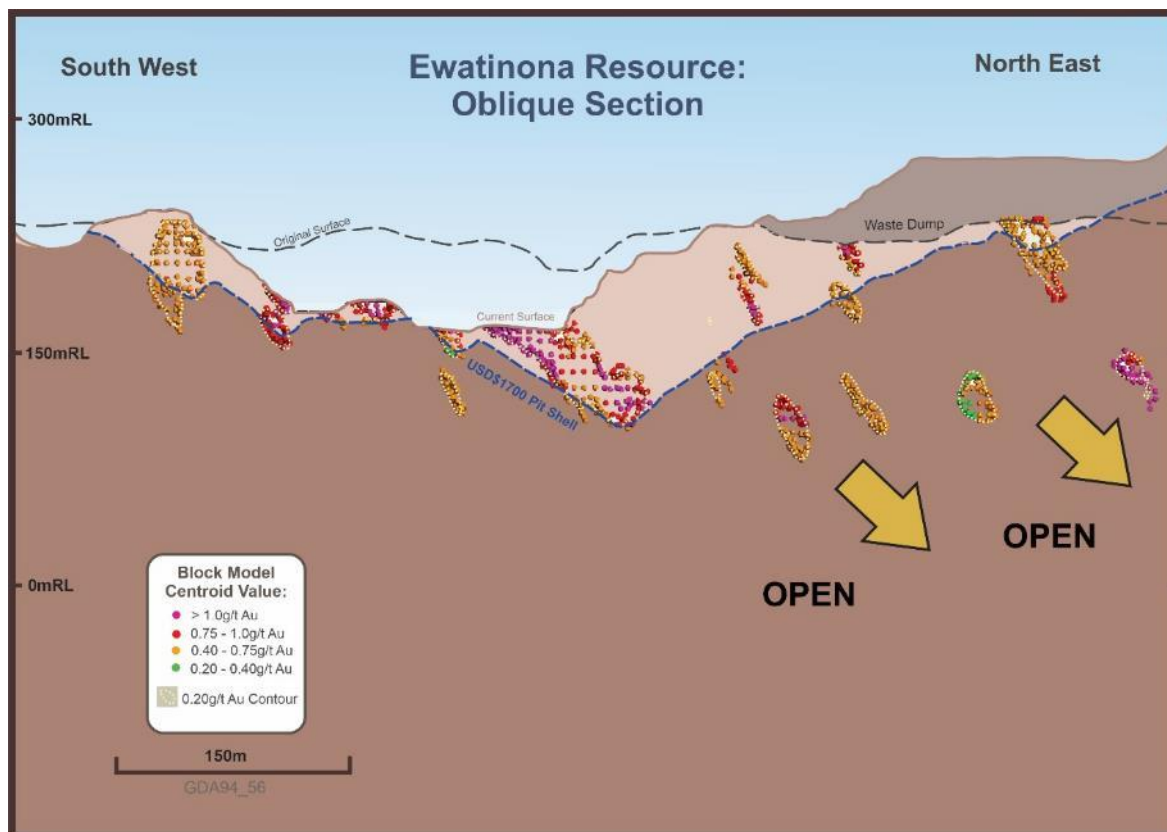 South West
Ewatinona Resource:
Oblique Section
North East
300mRL
Original Surface
Waste Dump
Current Surface
150mRL
USD$1700 Pit Shell
OPEN
OPEN
0mRL
Block Model
Centroid Value:
> 1.0g/t Au
0.75 - 1.0g/t Au
0.40 - 0.75g/t Au
0.20 - 0.40g/t Au
0.20g/t Au Contour
150m
GDA94_56